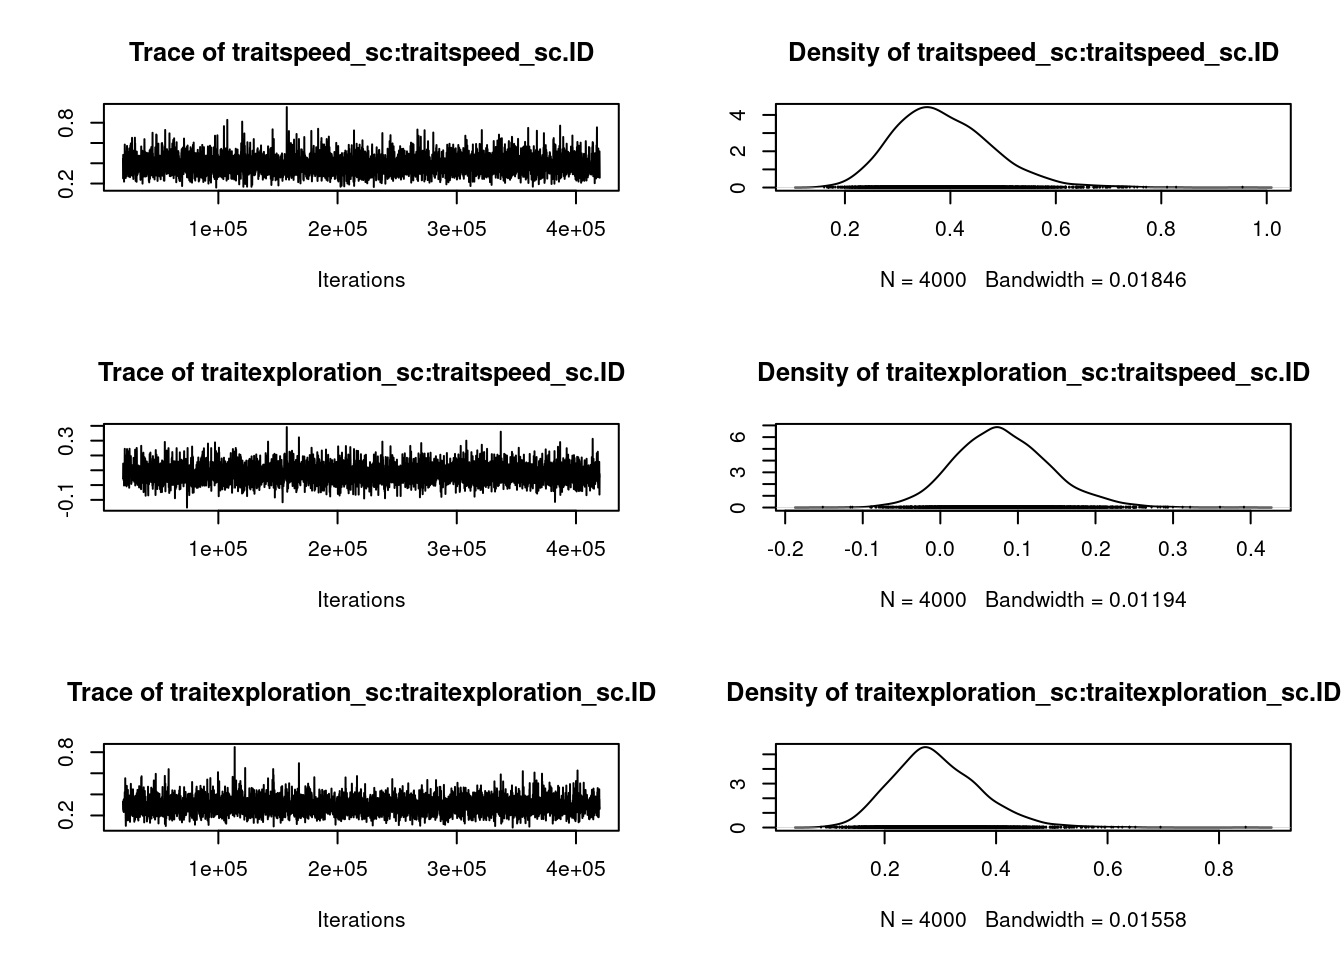 Trace of traitspeed_sc:traitspeed_sc.ID
0.2 0.8
1e+05 2e+05 3e+05 4e+05
Iterations
Density of traitspeed_sc:traitspeed_sc.ID
0 2 4
0.2 0.4 0.6 0.8 1.0
N = 4000 Bandwidth = 0.01846
Trace of traitexploration_sc:traitspeed_sc.ID
-0.1 0.3
1e+05 2e+05 3e+05 4e+05
Iterations
Density of traitexploration_sc:traitspeed_sc.ID
0 3 6
-0.2 -0.1 0.0 0.1 0.2 0.3 0.4
N = 4000 Bandwidth = 0.01194
Trace of traitexploration_sc:traitexploration_sc.ID
0.2 0.8
1e+05 2e+05 3e+05 4e+05
Iterations
Density of traitexploration_sc:traitexploration_sc.ID
0 3
0.2 0.4 0.6 0.8
N = 4000 Bandwidth = 0.01558